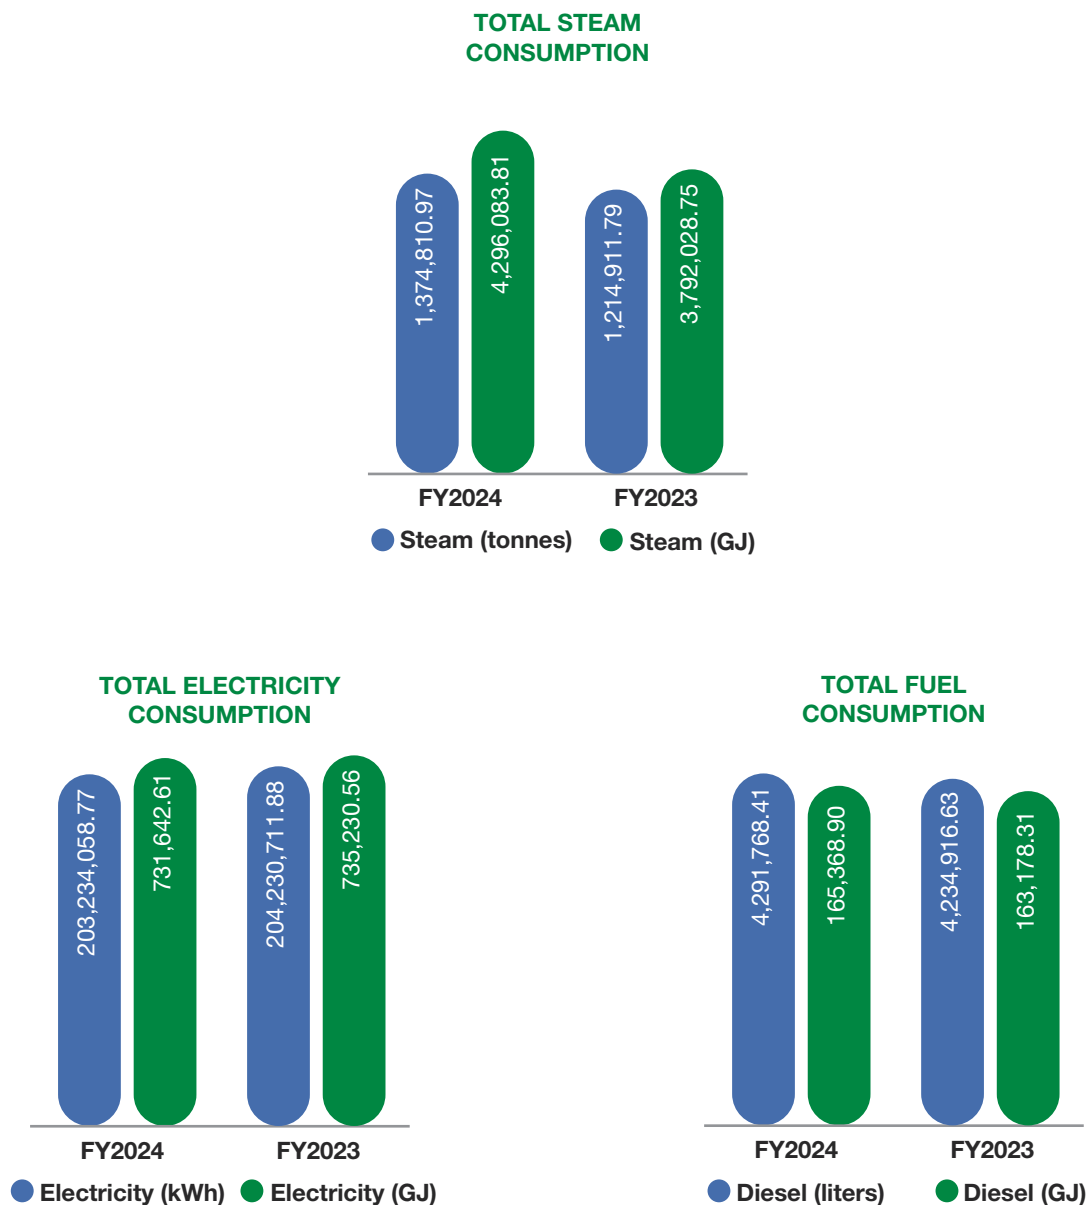 TOTAL STEAM
CONSUMPTION
1,374,810.97
4,296,083.81
1,214,911.79
3,792,028.75
FY2024
FY2023
Steam (tonnes)
Steam (GJ)
TOTAL ELECTRICITY
CONSUMPTION
203,234,058.77
731,642.61
204,230,711.88
735,230.56
FY2024
FY2023
Electricity (kWh)
Electricity (GJ)
TOTAL FUEL
CONSUMPTION
4,291,768.41
165,368.90
4,234,916.63
163,178.31
FY2024
FY2023
Diesel (liters)
Diesel (GJ)